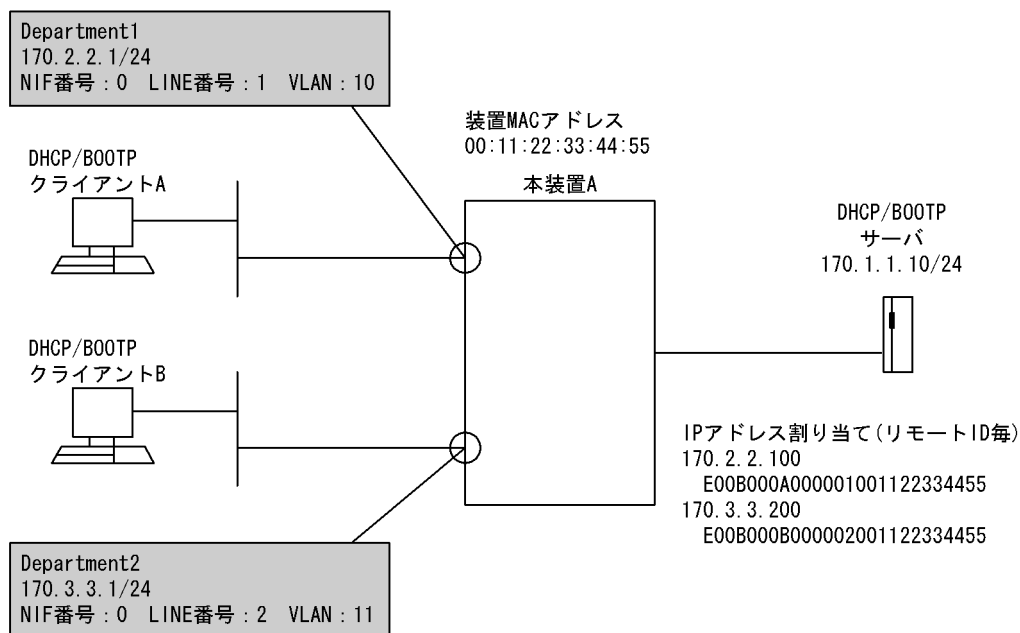 Department1
170.2.2.1/24
NIF番号：0 LINE番号：1 VLAN：10
装置MACアドレス
00:11:22:33:44:55
本装置A
DHCP/BOOTP
クライアントA
DHCP/BOOTP
サーバ
170.1.1.10/24
DHCP/BOOTP
クライアントB
IPアドレス割り当て(リモートID毎)
170.2.2.100
E00B000A000001001122334455
170.3.3.200
E00B000B000002001122334455
Department2
170.3.3.1/24
NIF番号：0 LINE番号：2 VLAN：11